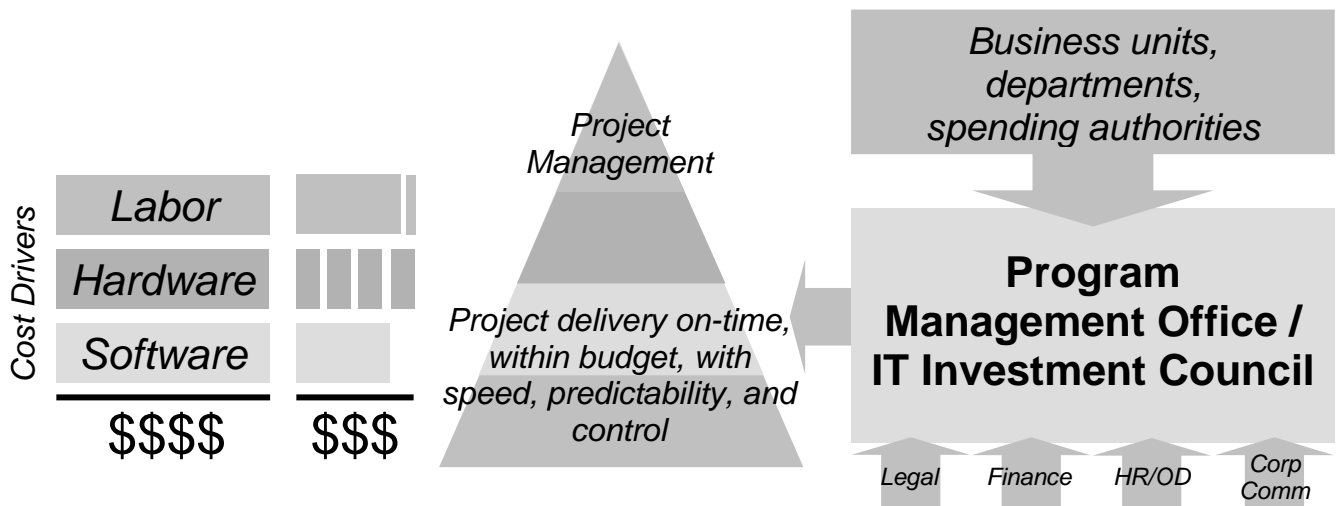 Cost Drivers
Labor
Hardware
Software
$$$$
$$$
Project
Management
Project delivery on-time,
within budget, with
speed, predictability, and
control
Business units,
departments,
spending authorities
Program
Management Office /
IT Investment Council
Legal
Finance
HR/OD
Corp
Comm